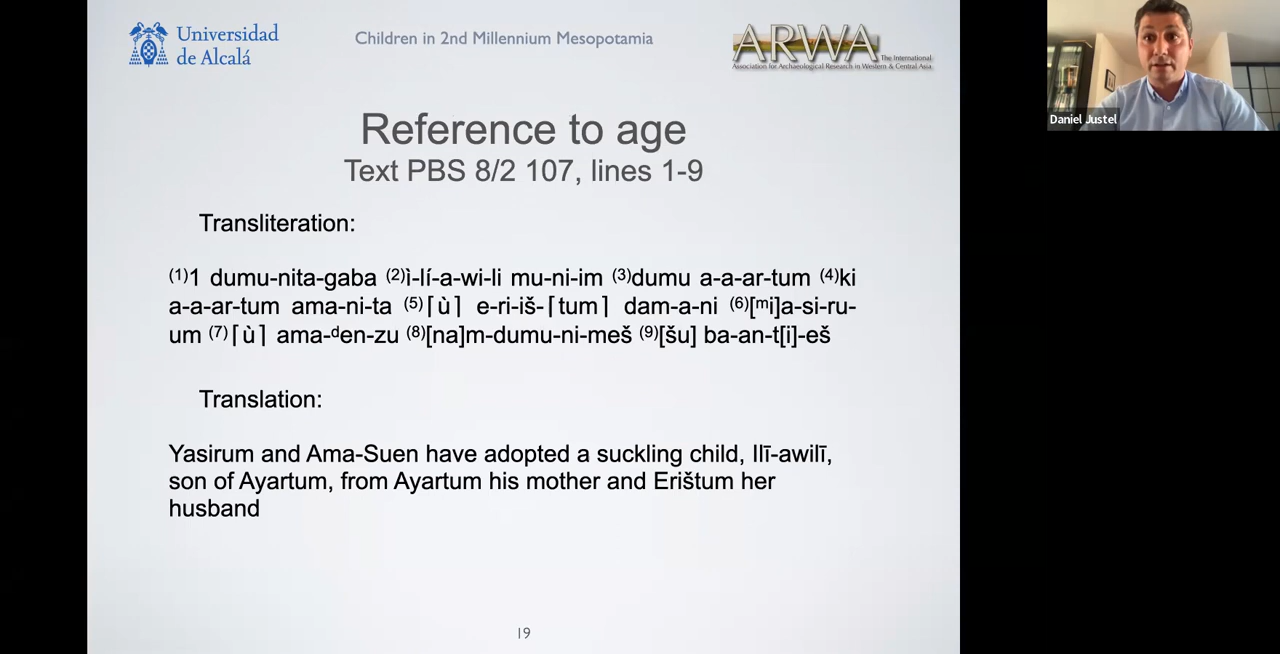 Universidad
de Alcalá
Children in 2nd Millennium Mesopotamia
ARWA
The International
Association for Archaeological Research in Western & Central Asia
Daniel Justel
Reference to age
Text PBS 8/2 107, lines 1-9
Transliteration:
(1)1 dumu-nita-gaba (2)ì-lí-a-wi-li mu-ni-im (3)dumu a-a-ar-tum (4)ki
a-a-ar-tum ama-ni-ta (5)⌈ù⌉ e-ri-iš-⌈tum⌉ dam-a-ni (6)[ᵐi]a-si-ru-
um (7)⌈ù⌉ ama-ᵈen-zu (8)[na]m-dumu-ni-meš (9)[šu] ba-an-t[i]-eš
Translation:
Yasirum and Ama-Suen have adopted a suckling child, Ilī-awilī,
son of Ayartum, from Ayartum his mother and Erištum her
husband
19